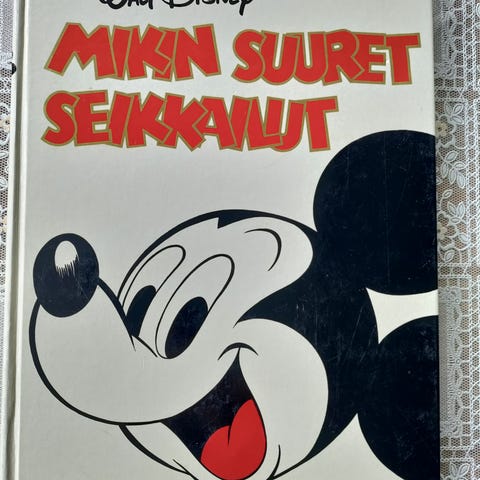 WALT DISNEY
MIKIN SUURET
SEIKKAILUT